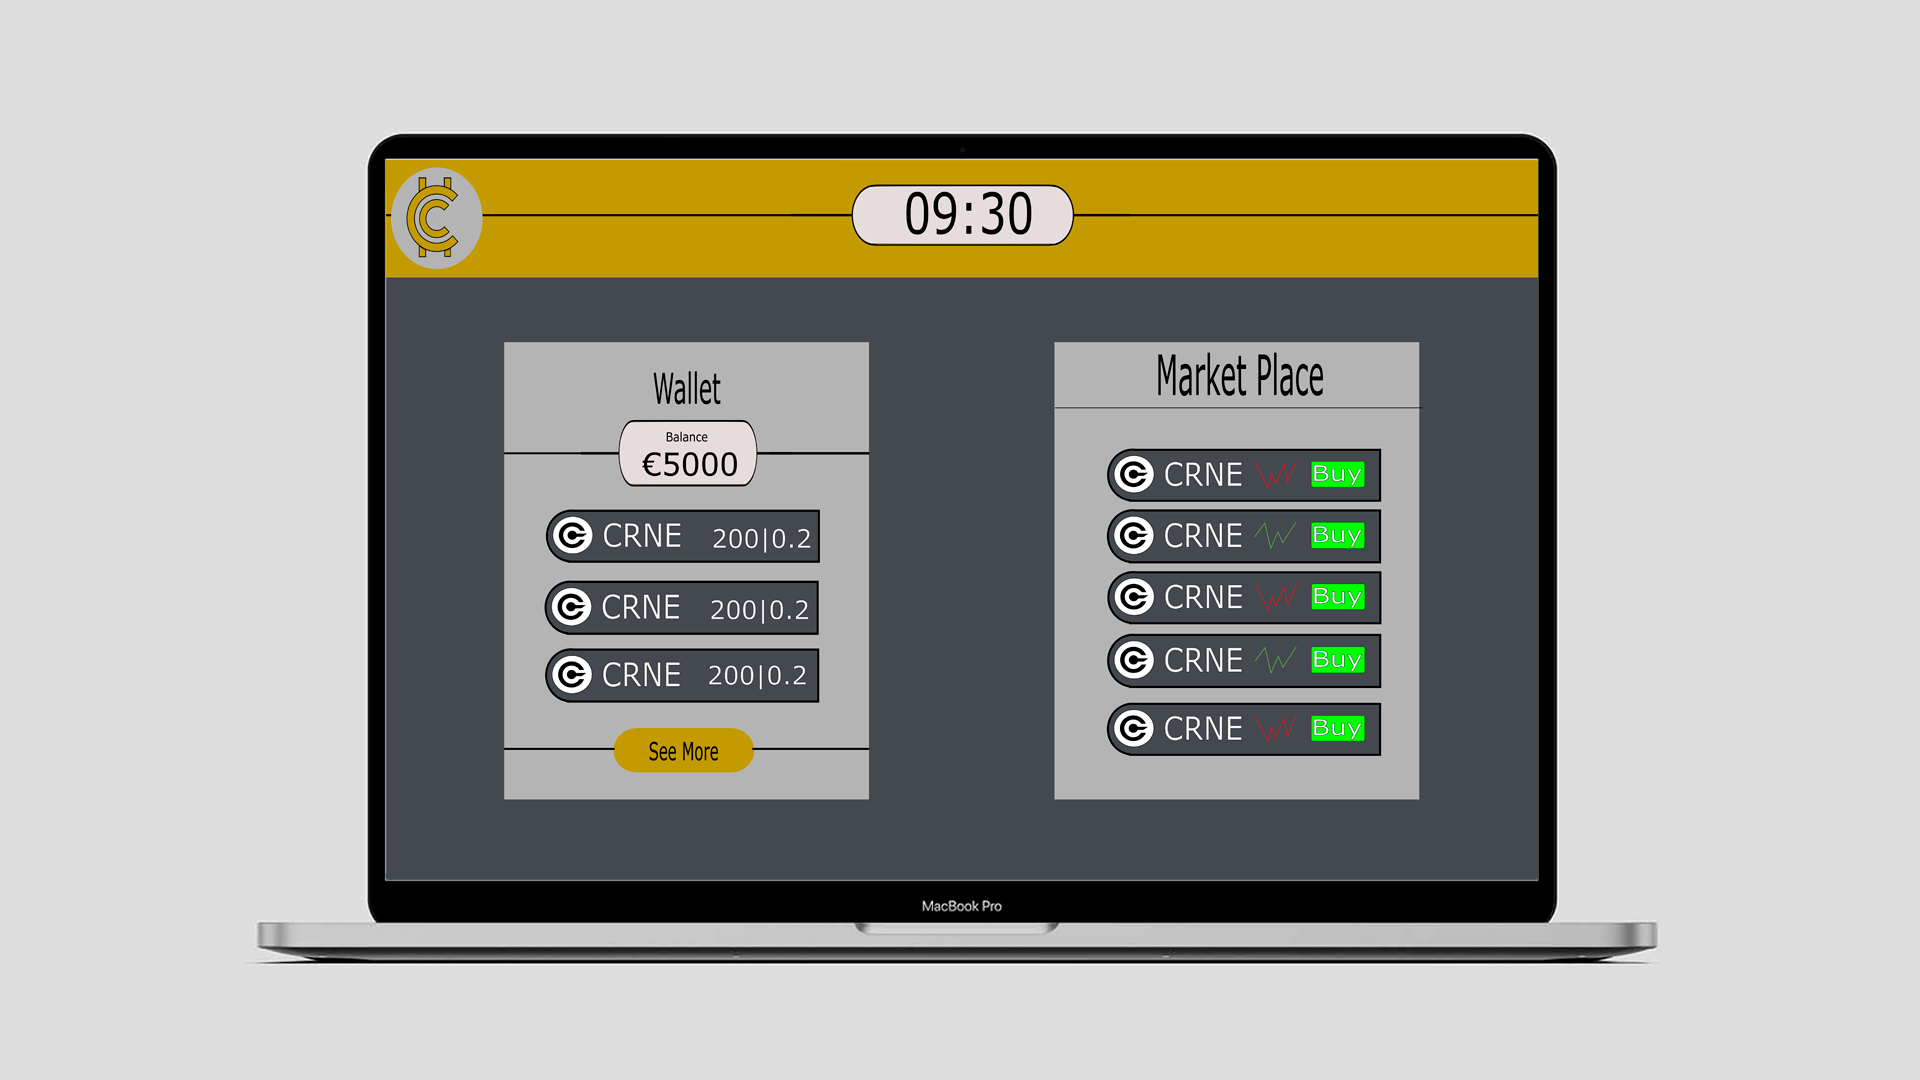 09:30
Wallet
Balance
€5000
CRNE 200|0.2
CRNE 200|0.2
CRNE 200|0.2
See More
Market Place
CRNE Buy
CRNE Buy
CRNE Buy
CRNE Buy
CRNE Buy
MacBook Pro